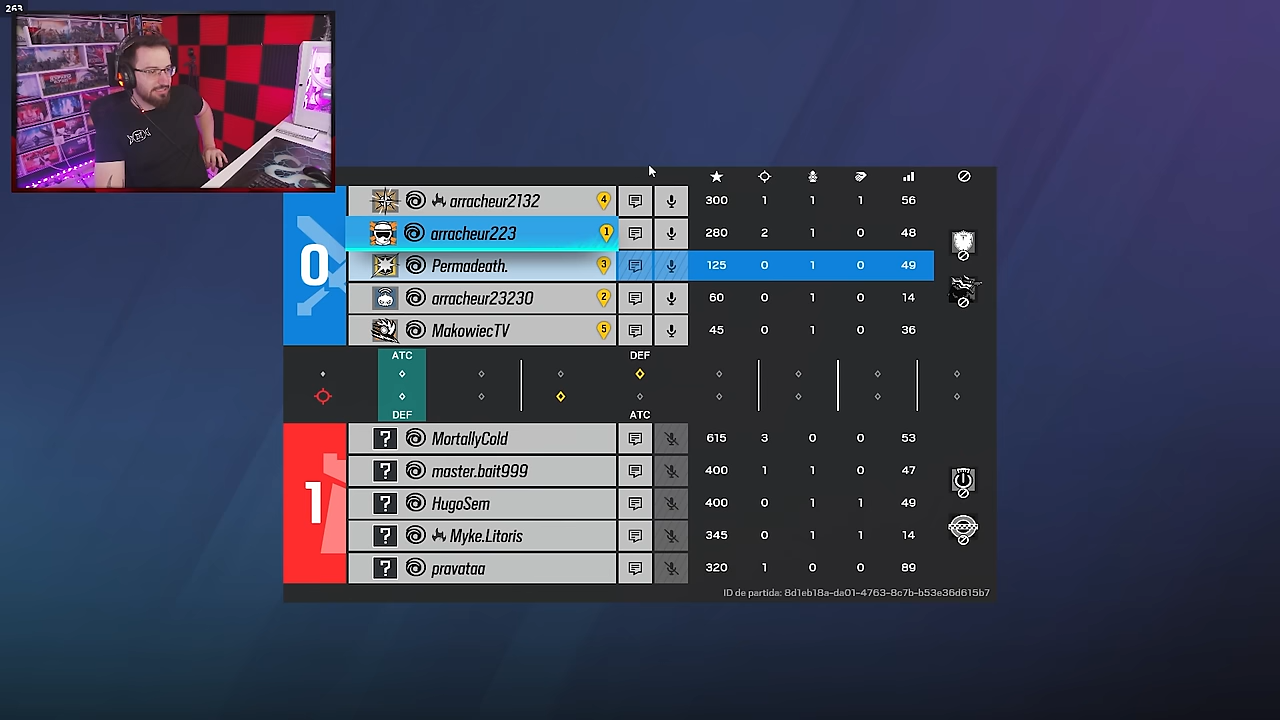 263
0 arracheur2132 4 300 1 1 1 56
arracheur223 1 280 2 1 0 48
Permadeath. 3 125 0 1 0 49
arracheur23230 2 60 0 1 0 14
MakowiecTV 5 45 0 1 0 36
ATC DEF
DEF ATC
1 ? MortallyCold 615 3 0 0 53
? master.bait999 400 1 1 0 47
? HugoSem 400 0 1 1 49
? Myke.Litoris 345 0 1 1 14
? pravataa 320 1 0 0 89
ID de partida: 8d1eb18a-da01-4763-8c7b-b53e36d615b7